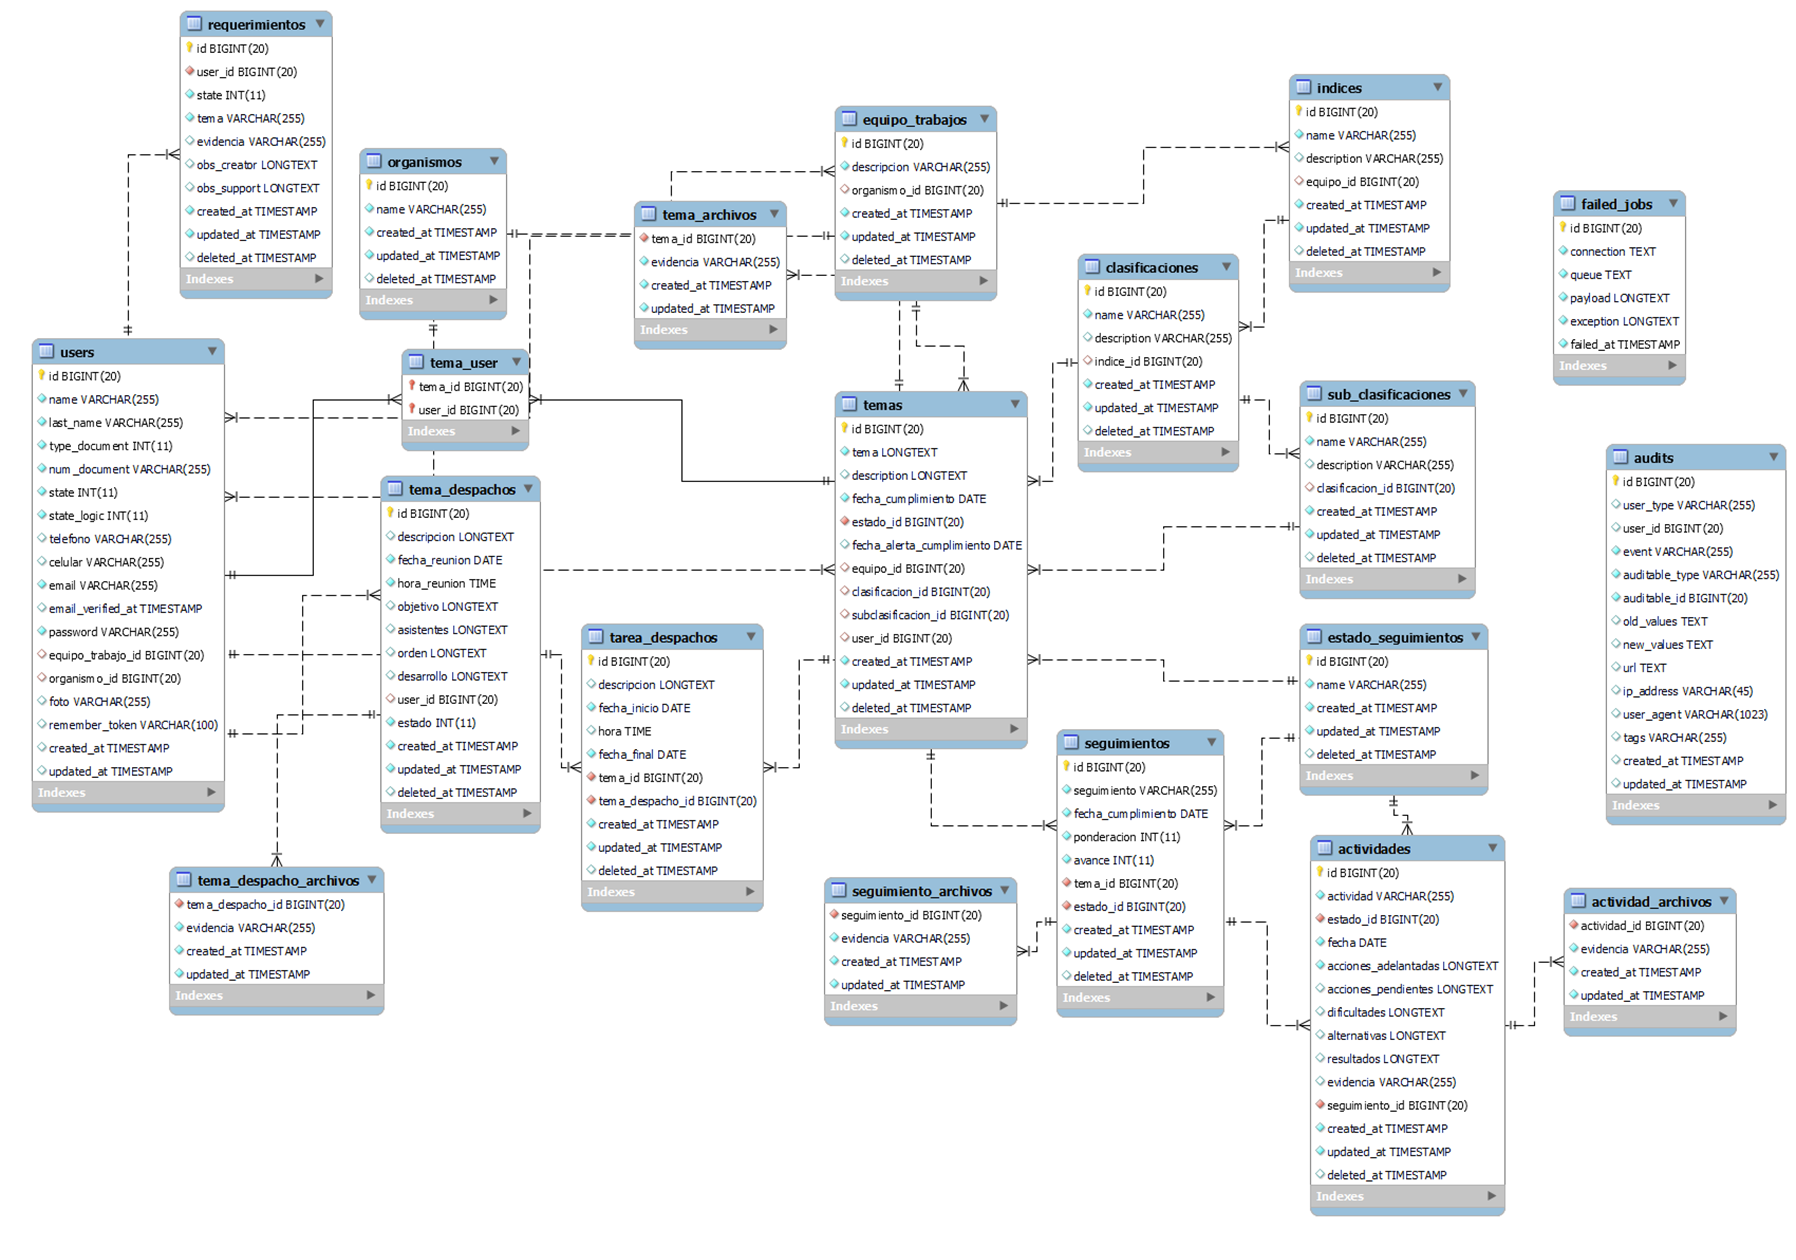 requerimientos
id BIGINT(20)
user_id BIGINT(20)
state INT(11)
tema VARCHAR(255)
evidencia VARCHAR(255)
obs_creator LONGTEXT
obs_support LONGTEXT
created_at TIMESTAMP
updated_at TIMESTAMP
deleted_at TIMESTAMP
Indexes
organismos
id BIGINT(20)
name VARCHAR(255)
created_at TIMESTAMP
updated_at TIMESTAMP
deleted_at TIMESTAMP
Indexes
tema_archivos
tema_id BIGINT(20)
evidencia VARCHAR(255)
created_at TIMESTAMP
updated_at TIMESTAMP
Indexes
equipo_trabajos
id BIGINT(20)
descripcion VARCHAR(255)
organismo_id BIGINT(20)
created_at TIMESTAMP
updated_at TIMESTAMP
deleted_at TIMESTAMP
Indexes
indices
id BIGINT(20)
name VARCHAR(255)
description VARCHAR(255)
equipo_id BIGINT(20)
created_at TIMESTAMP
updated_at TIMESTAMP
deleted_at TIMESTAMP
Indexes
failed_jobs
id BIGINT(20)
connection TEXT
queue TEXT
payload LONGTEXT
exception LONGTEXT
failed_at TIMESTAMP
Indexes
clasificaciones
id BIGINT(20)
name VARCHAR(255)
description VARCHAR(255)
indice_id BIGINT(20)
created_at TIMESTAMP
updated_at TIMESTAMP
deleted_at TIMESTAMP
Indexes
users
id BIGINT(20)
name VARCHAR(255)
last_name VARCHAR(255)
type_document INT(11)
num_document VARCHAR(255)
state INT(11)
state_logic INT(11)
telefono VARCHAR(255)
celular VARCHAR(255)
email VARCHAR(255)
email_verified_at TIMESTAMP
password VARCHAR(255)
equipo_trabajo_id BIGINT(20)
organismo_id BIGINT(20)
foto VARCHAR(255)
remember_token VARCHAR(100)
created_at TIMESTAMP
updated_at TIMESTAMP
Indexes
tema_user
tema_id BIGINT(20)
user_id BIGINT(20)
Indexes
tema_despachos
id BIGINT(20)
descripcion LONGTEXT
fecha_reunion DATE
hora_reunion TIME
objetivo LONGTEXT
asistentes LONGTEXT
orden LONGTEXT
desarrollo LONGTEXT
user_id BIGINT(20)
estado INT(11)
created_at TIMESTAMP
updated_at TIMESTAMP
deleted_at TIMESTAMP
Indexes
temas
id BIGINT(20)
tema LONGTEXT
description LONGTEXT
fecha_cumplimiento DATE
estado_id BIGINT(20)
fecha_alerta_cumplimiento DATE
equipo_id BIGINT(20)
clasificacion_id BIGINT(20)
subclasificacion_id BIGINT(20)
user_id BIGINT(20)
created_at TIMESTAMP
updated_at TIMESTAMP
deleted_at TIMESTAMP
Indexes
sub_clasificaciones
id BIGINT(20)
name VARCHAR(255)
description VARCHAR(255)
clasificacion_id BIGINT(20)
created_at TIMESTAMP
updated_at TIMESTAMP
deleted_at TIMESTAMP
Indexes
audits
id BIGINT(20)
user_type VARCHAR(255)
user_id BIGINT(20)
event VARCHAR(255)
auditable_type VARCHAR(255)
auditable_id BIGINT(20)
old_values TEXT
new_values TEXT
url TEXT
ip_address VARCHAR(45)
user_agent VARCHAR(1023)
tags VARCHAR(255)
created_at TIMESTAMP
updated_at TIMESTAMP
Indexes
tarea_despachos
id BIGINT(20)
descripcion LONGTEXT
fecha_inicio DATE
hora TIME
fecha_final DATE
tema_id BIGINT(20)
tema_despacho_id BIGINT(20)
created_at TIMESTAMP
updated_at TIMESTAMP
deleted_at TIMESTAMP
Indexes
estado_seguimientos
id BIGINT(20)
name VARCHAR(255)
created_at TIMESTAMP
updated_at TIMESTAMP
deleted_at TIMESTAMP
Indexes
seguimientos
id BIGINT(20)
seguimiento VARCHAR(255)
fecha_cumplimiento DATE
ponderacion INT(11)
avance INT(11)
tema_id BIGINT(20)
estado_id BIGINT(20)
created_at TIMESTAMP
updated_at TIMESTAMP
deleted_at TIMESTAMP
Indexes
tema_despacho_archivos
tema_despacho_id BIGINT(20)
evidencia VARCHAR(255)
created_at TIMESTAMP
updated_at TIMESTAMP
Indexes
seguimiento_archivos
seguimiento_id BIGINT(20)
evidencia VARCHAR(255)
created_at TIMESTAMP
updated_at TIMESTAMP
Indexes
actividades
id BIGINT(20)
actividad VARCHAR(255)
estado_id BIGINT(20)
fecha DATE
acciones_adelantadas LONGTEXT
acciones_pendientes LONGTEXT
dificultades LONGTEXT
alternativas LONGTEXT
resultados LONGTEXT
evidencia VARCHAR(255)
seguimiento_id BIGINT(20)
created_at TIMESTAMP
updated_at TIMESTAMP
deleted_at TIMESTAMP
Indexes
actividad_archivos
actividad_id BIGINT(20)
evidencia VARCHAR(255)
created_at TIMESTAMP
updated_at TIMESTAMP
Indexes